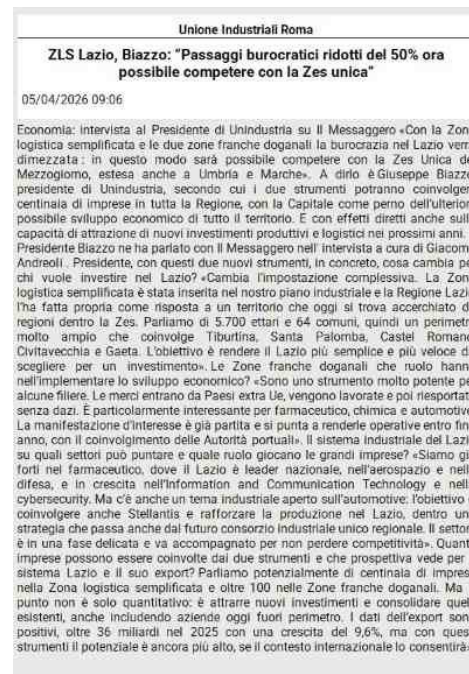 Unione Industriali Roma
ZLS Lazio, Biazzo: "Passaggi burocratici ridotti del 50% ora
possibile competere con la Zes unica"
05/04/2026 09:06
Economia: intervista al Presidente di Unindustria su Il Messaggero «Con la Zon
logistica semplificata e le due zone franche doganali la burocrazia nel Lazio verr
dimezzata: in questo modo sarà possibile competere con la Zes Unica de
Mezzogiorno, estesa anche a Umbria e Marche». A dirlo è Giuseppe Biazz
presidente di Unindustria, secondo cui i due strumenti potranno coinvolger
centinaia di imprese in tutta la Regione, con la Capitale come perno dell'ulterior
possibile sviluppo economico di tutto il territorio. E con effetti diretti anche sull
capacità di attrazione di nuovi investimenti produttivi e logistici nei prossimi anni.
Presidente Biazzo ne ha parlato con Il Messaggero nell' intervista a cura di Giacom
Andreoli . Presidente, con questi due nuovi strumenti, in concreto, cosa cambia pe
chi vuole investire nel Lazio? «Cambia l'impostazione complessiva. La Zon
logistica semplificata è stata inserita nel nostro piano industriale e la Regione Lazi
l'ha fatta propria come risposta a un territorio che oggi si trova accerchiato d
regioni dentro la Zes. Parliamo di 5.700 ettari e 64 comuni, quindi un perimetr
molto ampio che coinvolge Tiburtina, Santa Palomba, Castel Roman
Civitavecchia e Gaeta. L'obiettivo è rendere il Lazio più semplice e più veloce d
scegliere per un investimento». Le Zone franche doganali che ruolo hann
nell'implementare lo sviluppo economico? «Sono uno strumento molto potente pe
alcune filiere. Le merci entrano da Paesi extra Ue, vengono lavorate e poi riesportat
senza dazi. È particolarmente interessante per farmaceutico, chimica e automotive
La manifestazione d'interesse è già partita e si punta a renderle operative entro fin
anno, con il coinvolgimento delle Autorità portuali». Il sistema industriale del Lazi
su quali settori può puntare e quale ruolo giocano le grandi imprese? «Siamo gi
forti nel farmaceutico, dove il Lazio è leader nazionale, nell'aerospazio e nell
difesa, e in crescita nell'Information and Communication Technology e nell
cybersecurity. Ma c'è anche un tema industriale aperto sull'automotive: l'obiettivo
coinvolgere anche Stellantis e rafforzare la produzione nel Lazio, dentro un
strategia che passa anche dal futuro consorzio industriale unico regionale. Il settor
è in una fase delicata e va accompagnato per non perdere competitività». Quant
imprese possono essere coinvolte dai due strumenti e che prospettiva vede per
sistema Lazio e il suo export? Parliamo potenzialmente di centinaia di impres
nella Zona logistica semplificata e oltre 100 nelle Zone franche doganali. Ma
punto non è solo quantitativo: è attrarre nuovi investimenti e consolidare quel
esistenti, anche includendo aziende oggi fuori perimetro. I dati dell'export son
positivi, oltre 36 miliardi nel 2025 con una crescita del 9,6%, ma con ques
strumenti il potenziale è ancora più alto, se il contesto internazionale lo consentirà»